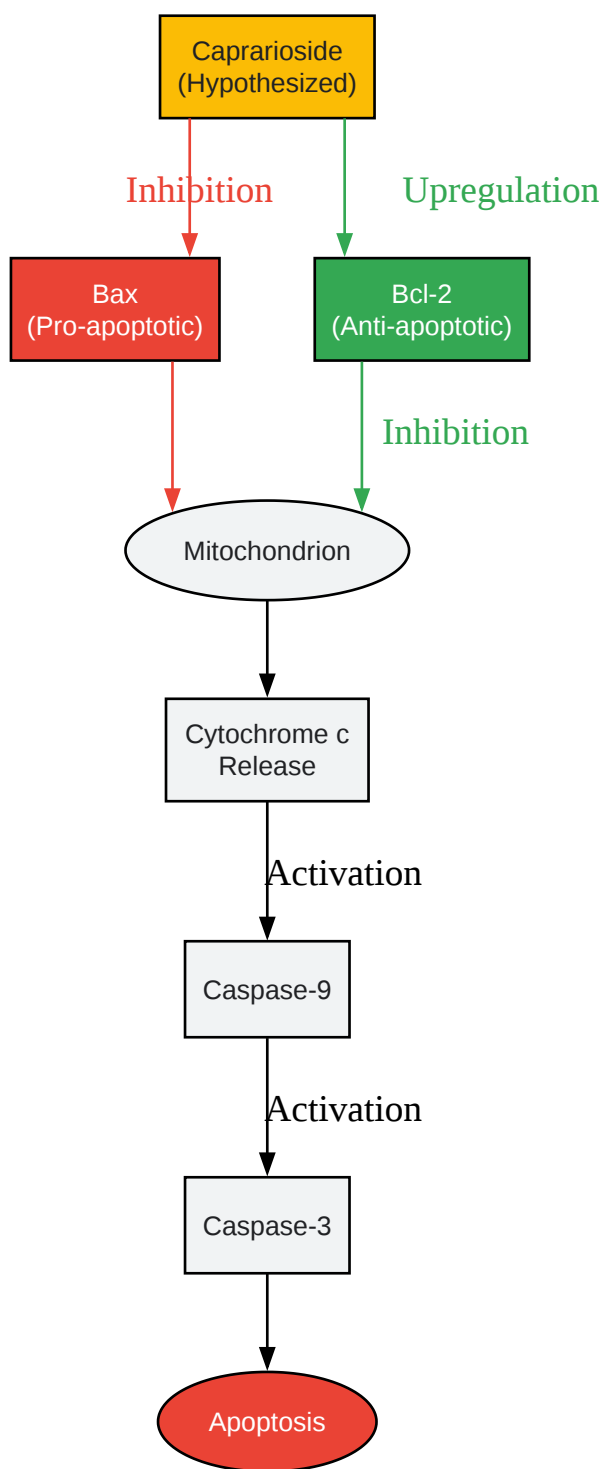 Caprarioside
(Hypothesized)
Inhibition
Upregulation
Bax
(Pro-apoptotic)
Bcl-2
(Anti-apoptotic)
Inhibition
Mitochondrion
Cytochrome c
Release
Activation
Caspase-9
Activation
Caspase-3
Apoptosis